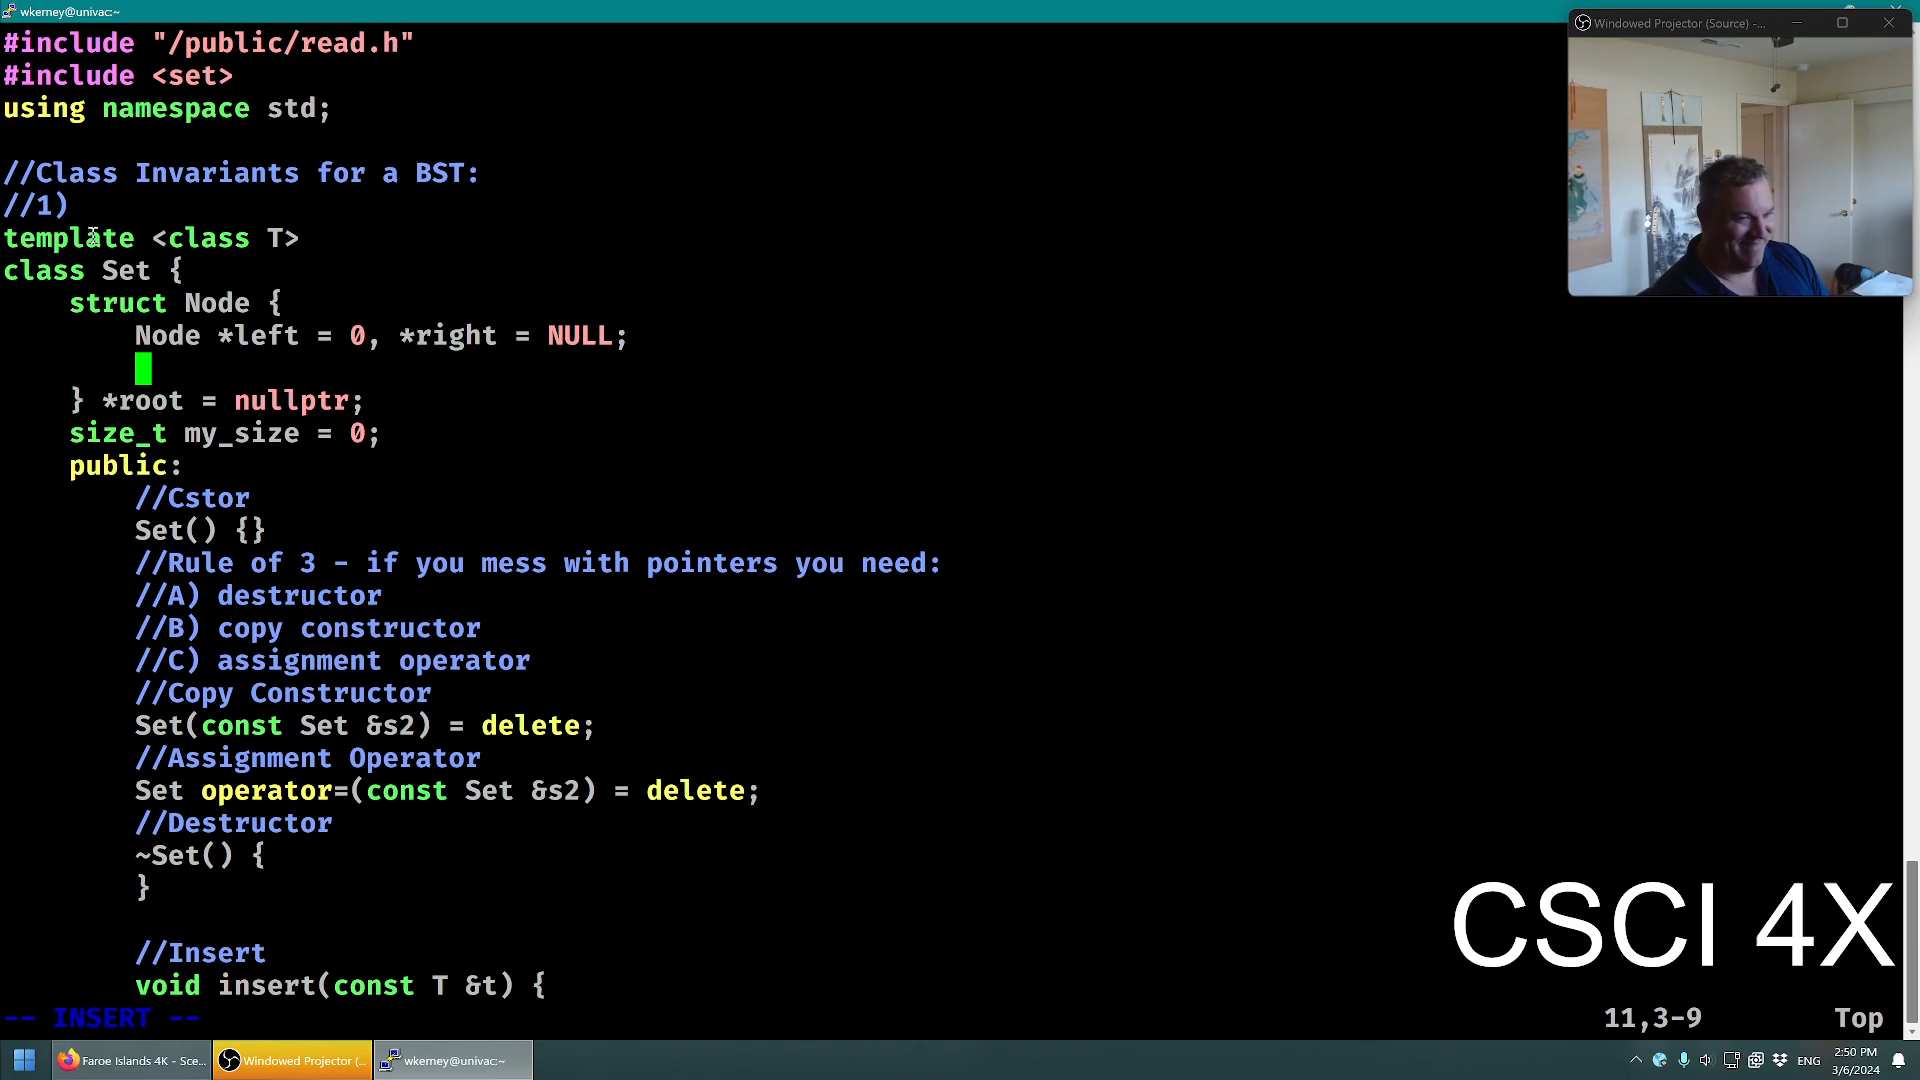 wkerney@univac:~
Windowed Projector (Source) -...
#include "/public/read.h"
#include <set>
using namespace std;
//Class Invariants for a BST:
//1)
template <class T>
class Set {
struct Node {
Node *left = 0, *right = NULL;
} *root = nullptr;
size_t my_size = 0;
public:
//Cstor
Set() {}
//Rule of 3 - if you mess with pointers you need:
//A) destructor
//B) copy constructor
//C) assignment operator
//Copy Constructor
Set(const Set &s2) = delete;
//Assignment Operator
Set operator=(const Set &s2) = delete;
//Destructor
~Set() {
}
//Insert
void insert(const T &t) {
CSCI 4X
-- INSERT --
11,3-9
Top
Faroe Islands 4K - Sce...
Windowed Projector (...
wkerney@univac:~
ENG
2:50 PM
3/6/2024